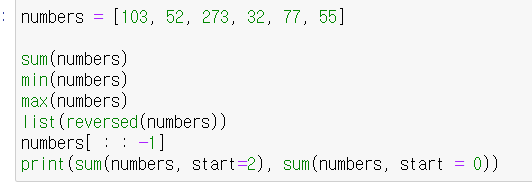 numbers = [103, 52, 273, 32, 77, 55]
sum(numbers)
min(numbers)
max(numbers)
list(reversed(numbers))
numbers[ : : -1]
print(sum(numbers, start=2), sum(numbers, start = 0))